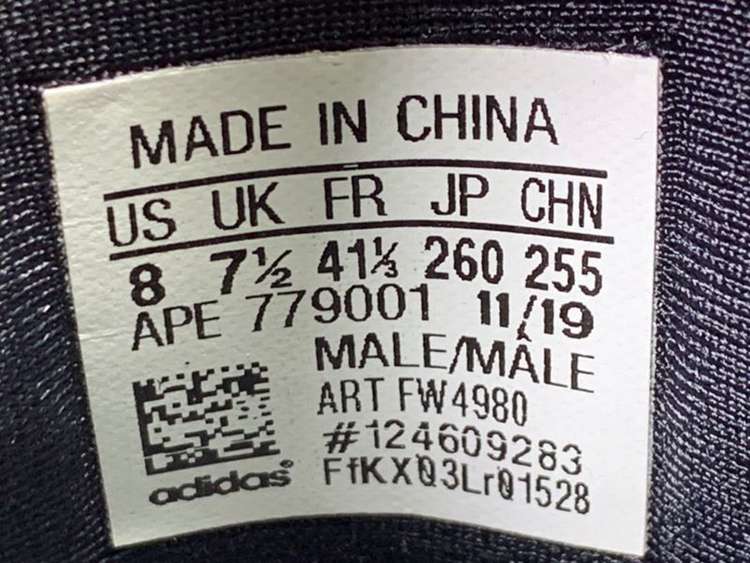 MADE IN CHINA
US UK FR JP CHN
8 7½ 41⅓ 260 255
APE 779001 11/19
MALE/MÂLE
ART FW4980
#124609283
FfKX03Lr01528
adidas®